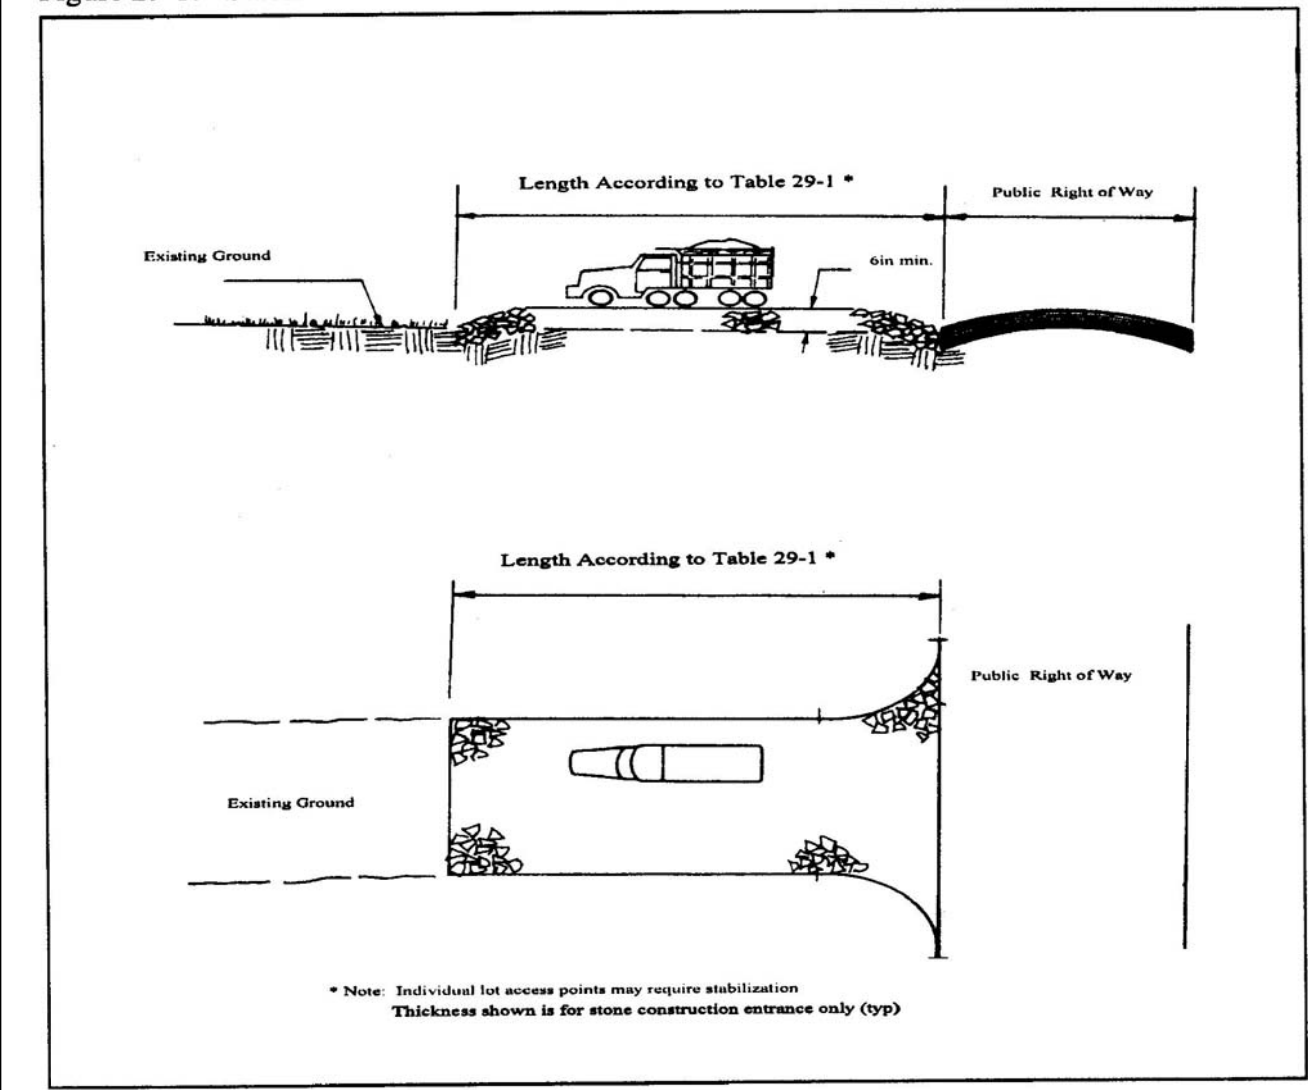 Length According to Table 29-1 *
Public Right of Way
Existing Ground
6in min.
Length According to Table 29-1 *
Public Right of Way
Existing Ground
* Note: Individual lot access points may require stabilization
Thickness shown is for stone construction entrance only (typ)